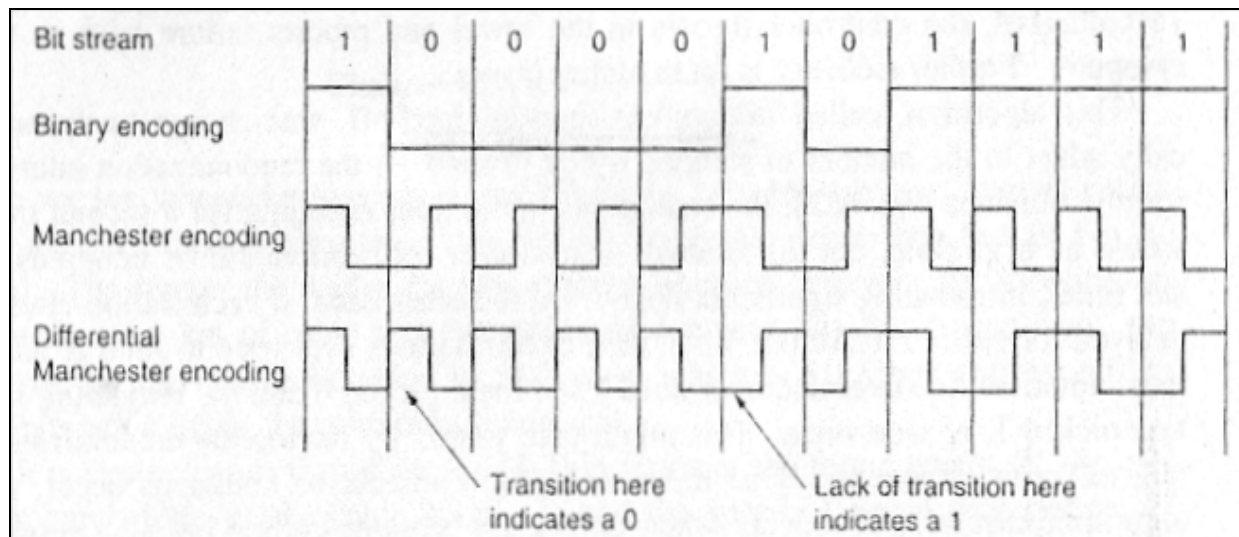 Bit stream 1 0 0 0 0 1 0 1 1 1 1
Binary encoding
Manchester encoding
Differential
Manchester encoding
Transition here
indicates a 0
Lack of transition here
indicates a 1